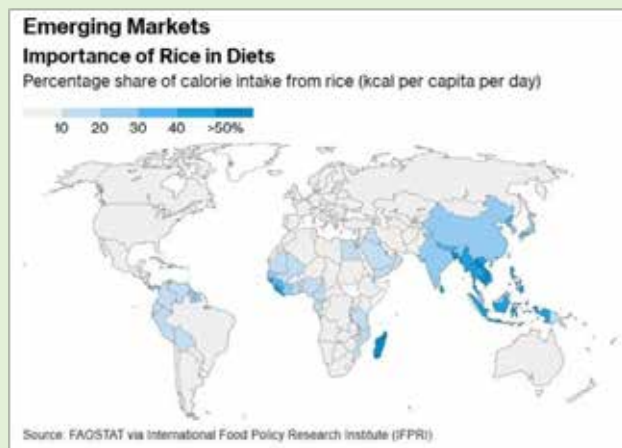 Emerging Markets
Importance of Rice in Diets
Percentage share of calorie intake from rice (kcal per capita per day)
10 20 30 40 >50%
Source: FAOSTAT via International Food Policy Research Institute (IFPRI)